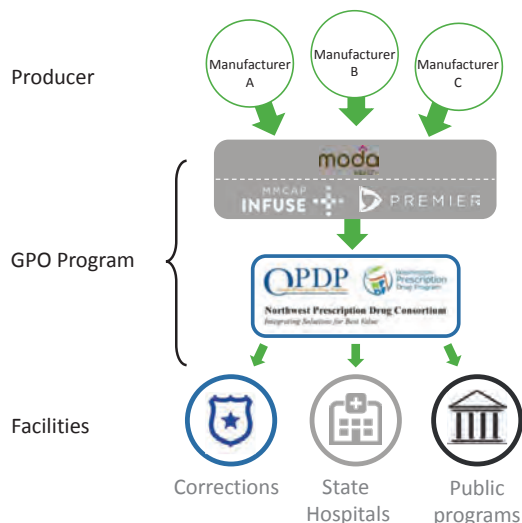 Producer
Manufacturer
A
Manufacturer
B
Manufacturer
C
moda
HEALTH
GPO Program
MMCAP
INFUSE
PREMIER
OPDP
Washington
Prescription
Drug Program
Northwest Prescription Drug Consortium
Integrating Solutions for Best Value
Facilities
Corrections
State
Hospitals
Public
programs